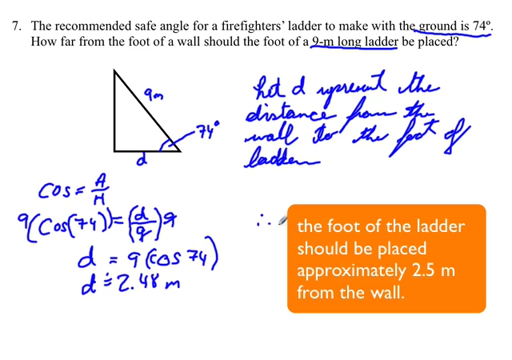 7. The recommended safe angle for a firefighters' ladder to make with the ground is 74º.
How far from the foot of a wall should the foot of a 9-m long ladder be placed?
9m
74°
d
Let d represent the
distance from the
wall to the foot of
ladder
Cos = A/H
9(Cos(74)) = (d/9)9
d = 9(cos 74)
d ≐ 2.48 m
∴
the foot of the ladder
should be placed
approximately 2.5 m
from the wall.